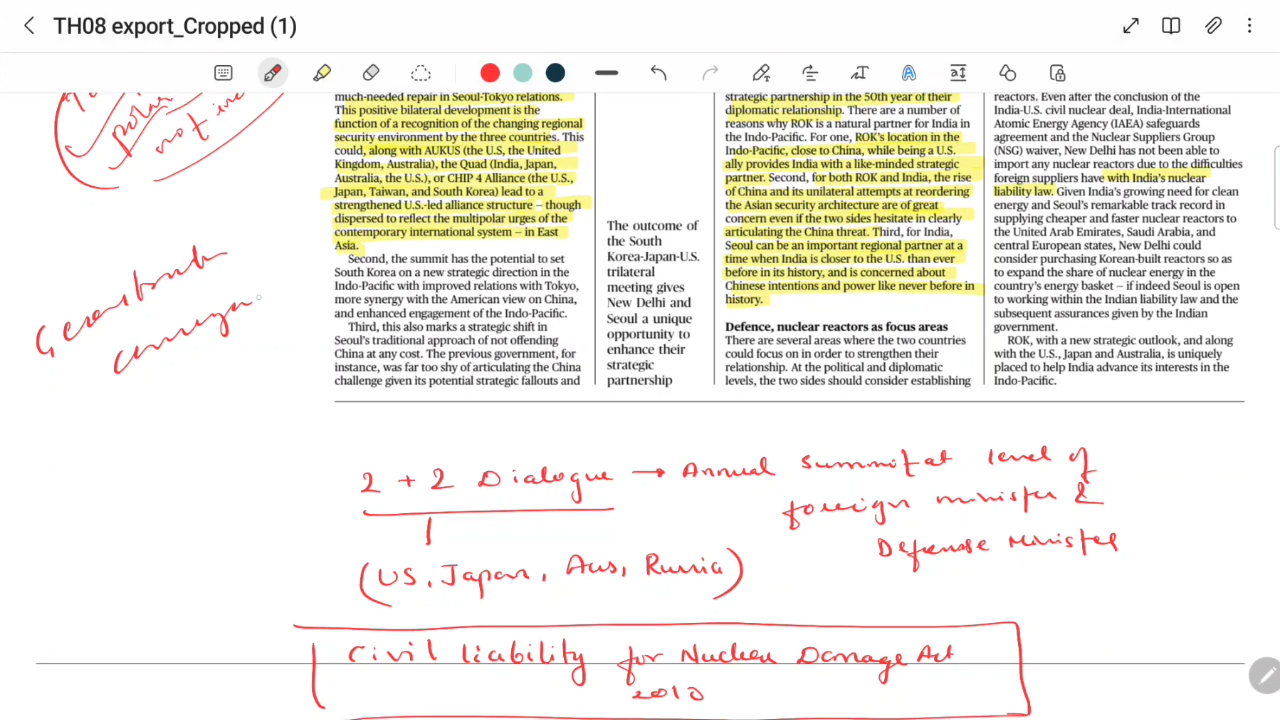 TH08 export_Cropped (1)
not in
much-needed repair in Seoul-Tokyo relations.
This positive bilateral development is the
function of a recognition of the changing regional
security environment by the three countries. This
could, along with AUKUS (the U.S, the United
Kingdom, Australia), the Quad (India, Japan,
Australia, the U.S.), or CHIP 4 Alliance (the U.S.,
Japan, Taiwan, and South Korea) lead to a
strengthened U.S.-led alliance structure – though
dispersed to reflect the multipolar urges of the
contemporary international system – in East
Asia.
Second, the summit has the potential to set
South Korea on a new strategic direction in the
Indo-Pacific with improved relations with Tokyo,
more synergy with the American view on China,
and enhanced engagement of the Indo-Pacific.
Third, this also marks a strategic shift in
Seoul's traditional approach of not offending
China at any cost. The previous government, for
instance, was far too shy of articulating the China
challenge given its potential strategic fallouts and
The outcome of
the South
Korea-Japan-U.S.
trilateral
meeting gives
New Delhi and
Seoul a unique
opportunity to
enhance their
strategic
partnership
strategic partnership in the 50th year of their
diplomatic relationship. There are a number of
reasons why ROK is a natural partner for India in
the Indo-Pacific. For one, ROK's location in the
Indo-Pacific, close to China, while being a U.S.
ally provides India with a like-minded strategic
partner. Second, for both ROK and India, the rise
of China and its unilateral attempts at reordering
the Asian security architecture are of great
concern even if the two sides hesitate in clearly
articulating the China threat. Third, for India,
Seoul can be an important regional partner at a
time when India is closer to the U.S. than ever
before in its history, and is concerned about
Chinese intentions and power like never before in
history.
Defence, nuclear reactors as focus areas
There are several areas where the two countries
could focus on in order to strengthen their
relationship. At the political and diplomatic
levels, the two sides should consider establishing
reactors. Even after the conclusion of the
India-U.S. civil nuclear deal, India-International
Atomic Energy Agency (IAEA) safeguards
agreement and the Nuclear Suppliers Group
(NSG) waiver, New Delhi has not been able to
import any nuclear reactors due to the difficulties
foreign suppliers have with India's nuclear
liability law. Given India's growing need for clean
energy and Seoul's remarkable track record in
supplying cheaper and faster nuclear reactors to
the United Arab Emirates, Saudi Arabia, and
central European states, New Delhi could
consider purchasing Korean-built reactors so as
to expand the share of nuclear energy in the
country's energy basket – if indeed Seoul is open
to working within the Indian liability law and the
subsequent assurances given by the Indian
government.
ROK, with a new strategic outlook, and along
with the U.S., Japan and Australia, is uniquely
placed to help India advance its interests in the
Indo-Pacific.
2 + 2 Dialogue → Annual summit at level of
foreign minister &
Defense Minister
(US, Japan, Aus, Russia)
Civil liability for Nuclear Damage Act
2010